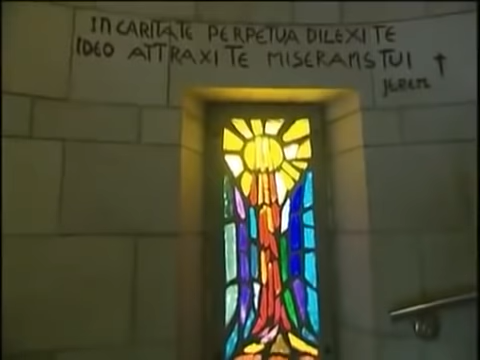 IN CARITATE PERPETUA DILEXI TE
IDEO ATTRAXI TE MISERANS TUI †
JEREM